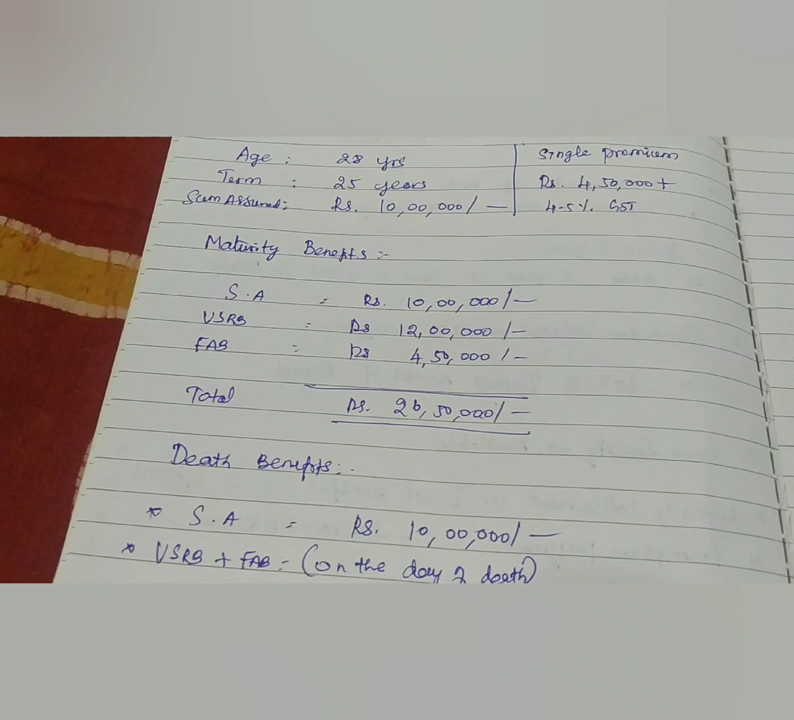 Age : 28 yrs
Single premium
Term : 25 years
Rs. 4,50,000 +
Sum Assured : Rs. 10,00,000/-
4.5% GST
Maturity Benefits :-
S.A = Rs. 10,00,000/-
VSRB = Rs 12,00,000/-
FAB = Rs 4,50,000/-
Total Rs. 26,50,000/-
Death Benefits :-
* S.A = Rs. 10,00,000/-
* VSRB + FAB = (on the day of death)